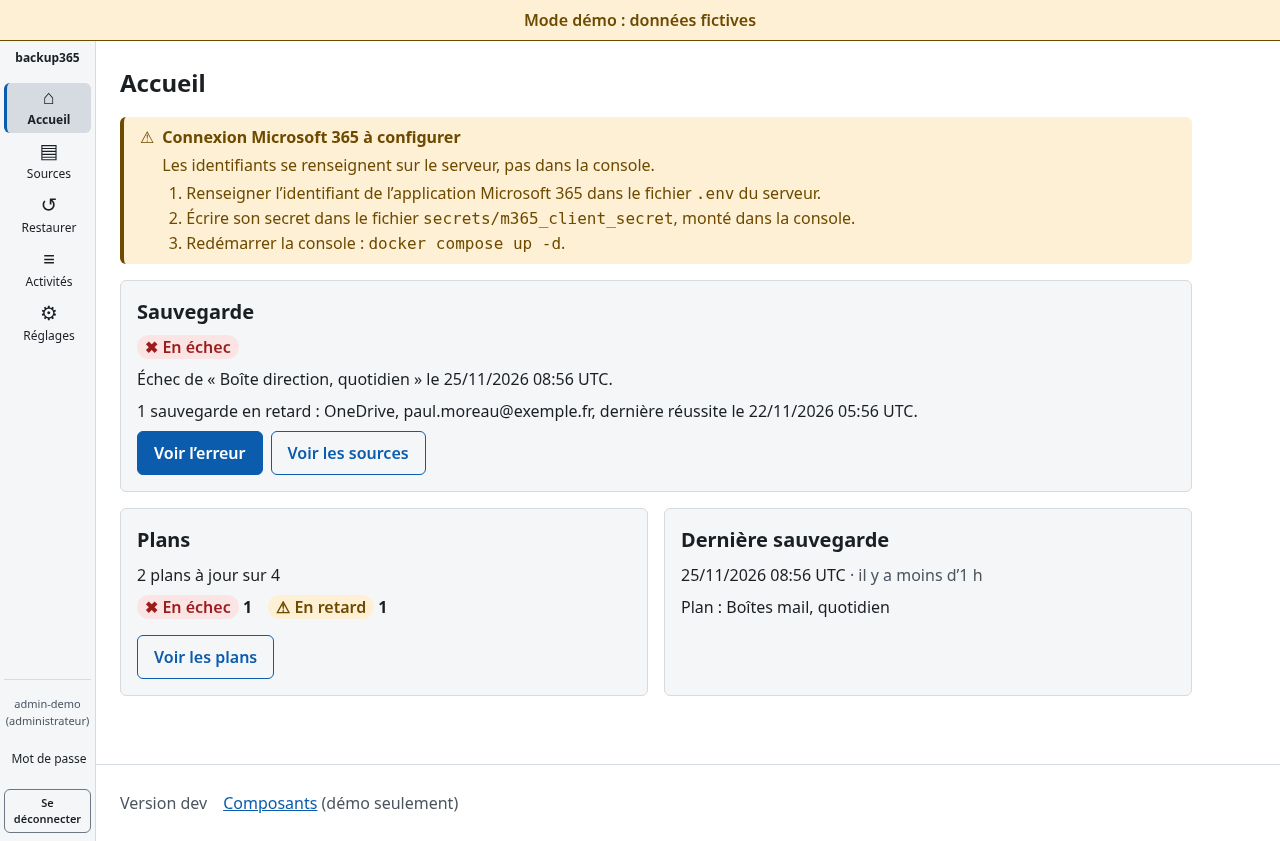 Mode démo : données fictives
backup365
Accueil
Sources
Restaurer
Activités
Réglages
admin-demo
(administrateur)
Mot de passe
Se
déconnecter
Accueil
⚠ Connexion Microsoft 365 à configurer
Les identifiants se renseignent sur le serveur, pas dans la console.
1. Renseigner l’identifiant de l’application Microsoft 365 dans le fichier .env du serveur.
2. Écrire son secret dans le fichier secrets/m365_client_secret, monté dans la console.
3. Redémarrer la console : docker compose up -d.
Sauvegarde
✖ En échec
Échec de « Boîte direction, quotidien » le 25/11/2026 08:56 UTC.
1 sauvegarde en retard : OneDrive, paul.moreau@exemple.fr, dernière réussite le 22/11/2026 05:56 UTC.
Voir l’erreur Voir les sources
Plans
2 plans à jour sur 4
✖ En échec 1 ⚠ En retard 1
Voir les plans
Dernière sauvegarde
25/11/2026 08:56 UTC · il y a moins d’1 h
Plan : Boîtes mail, quotidien
Version dev Composants (démo seulement)